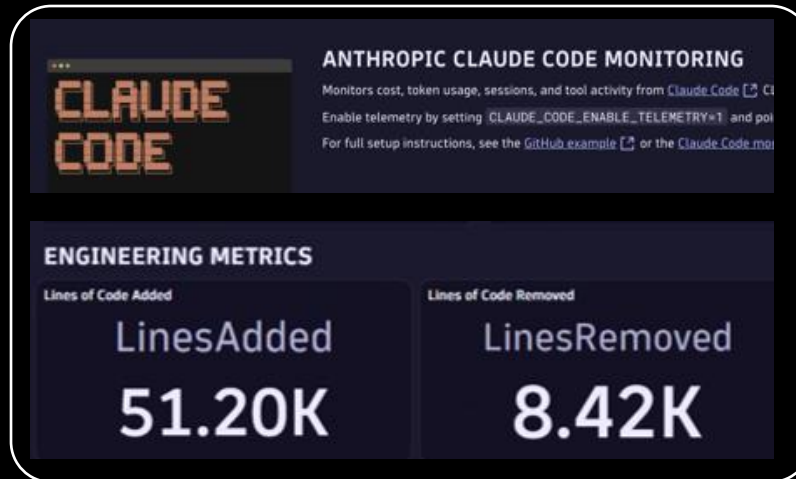 CLAUDE
CODE
ANTHROPIC CLAUDE CODE MONITORING
Monitors cost, token usage, sessions, and tool activity from Claude Code
Enable telemetry by setting CLAUDE_CODE_ENABLE_TELEMETRY=1 and
For full setup instructions, see the GitHub example or the Claude Code
ENGINEERING METRICS
Lines of Code Added
LinesAdded
51.20K
Lines of Code Removed
LinesRemoved
8.42K